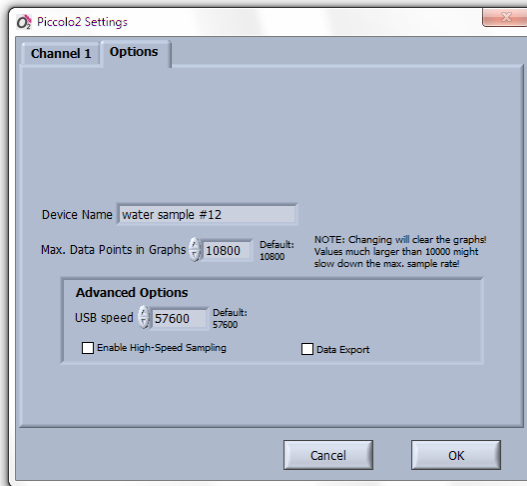 O2 Piccolo2 Settings
Channel 1 Options
Device Name water sample #12
Max. Data Points in Graphs 10800 Default: 10800
NOTE: Changing will clear the graphs!
Values much larger than 10000 might
slow down the max. sample rate!
Advanced Options
USB speed 57600 Default: 57600
Enable High-Speed Sampling Data Export
Cancel OK